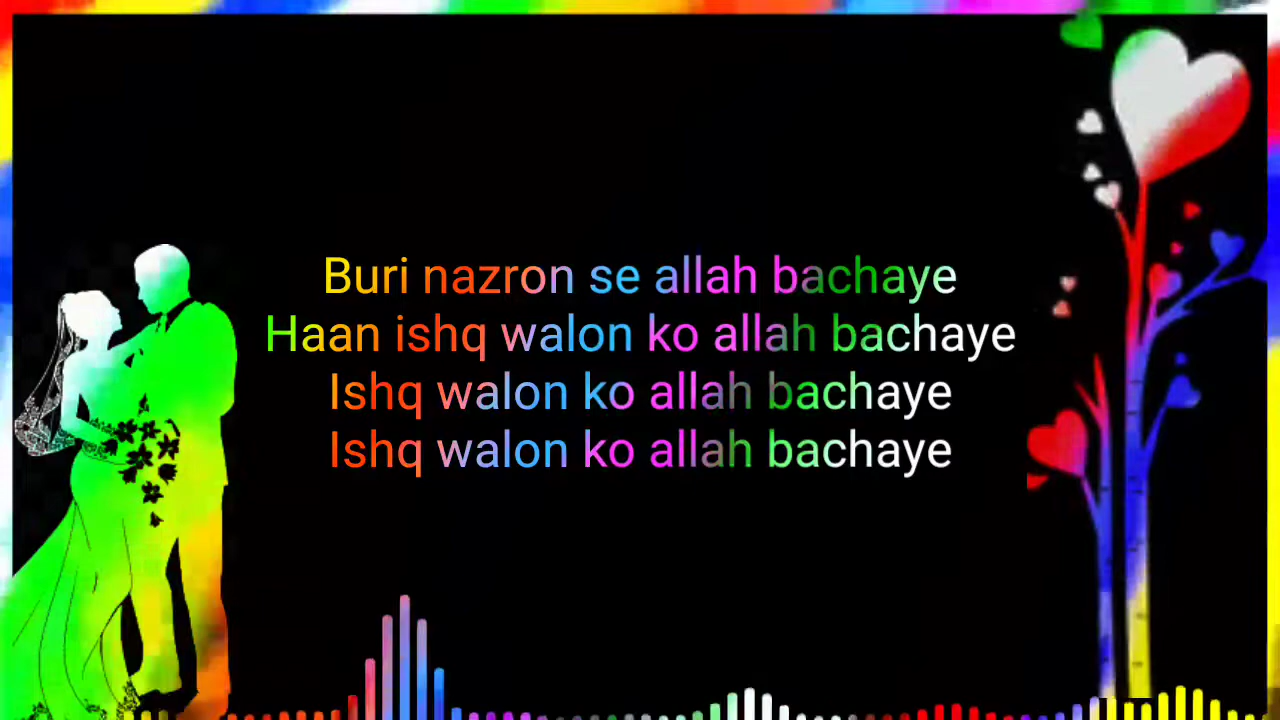 Buri nazron se allah bachaye
Haan ishq walon ko allah bachaye
Ishq walon ko allah bachaye
Ishq walon ko allah bachaye